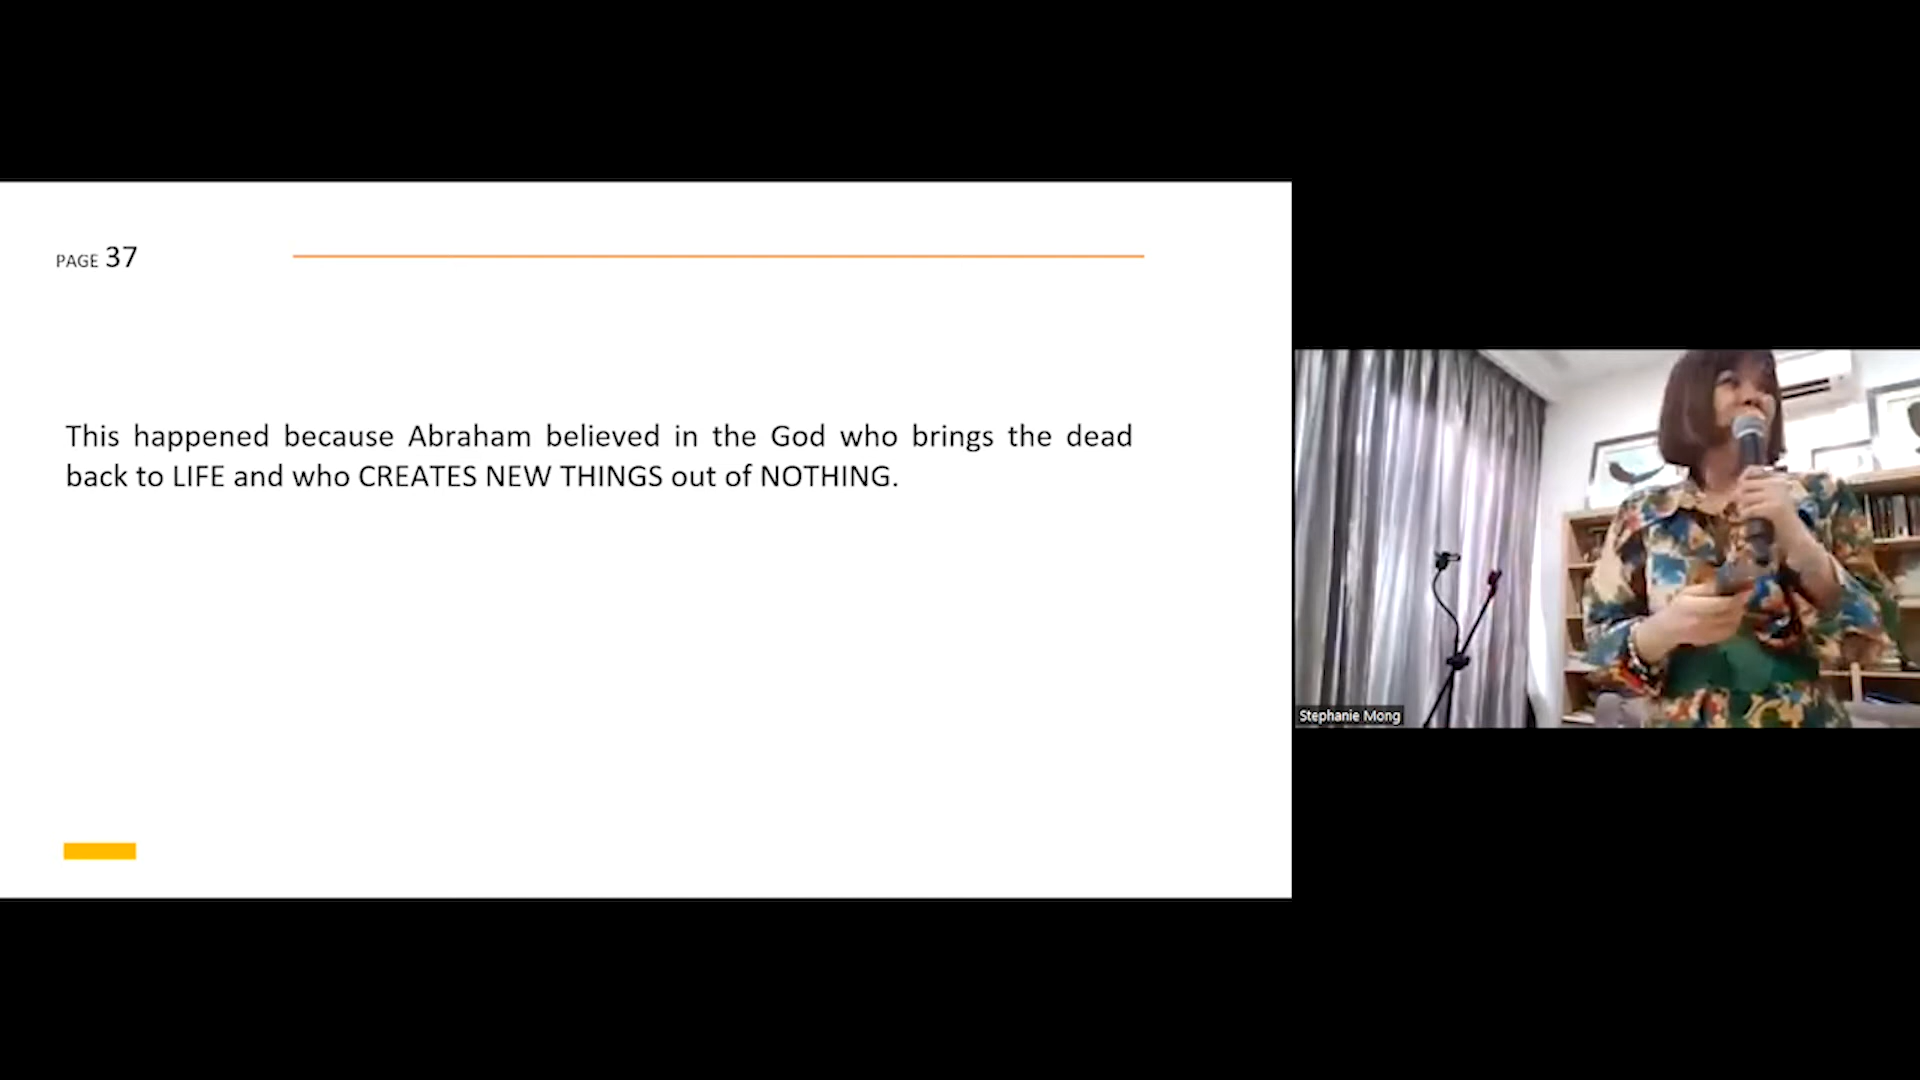 PAGE 37
This happened because Abraham believed in the God who brings the dead
back to LIFE and who CREATES NEW THINGS out of NOTHING.
Stephanie Mong